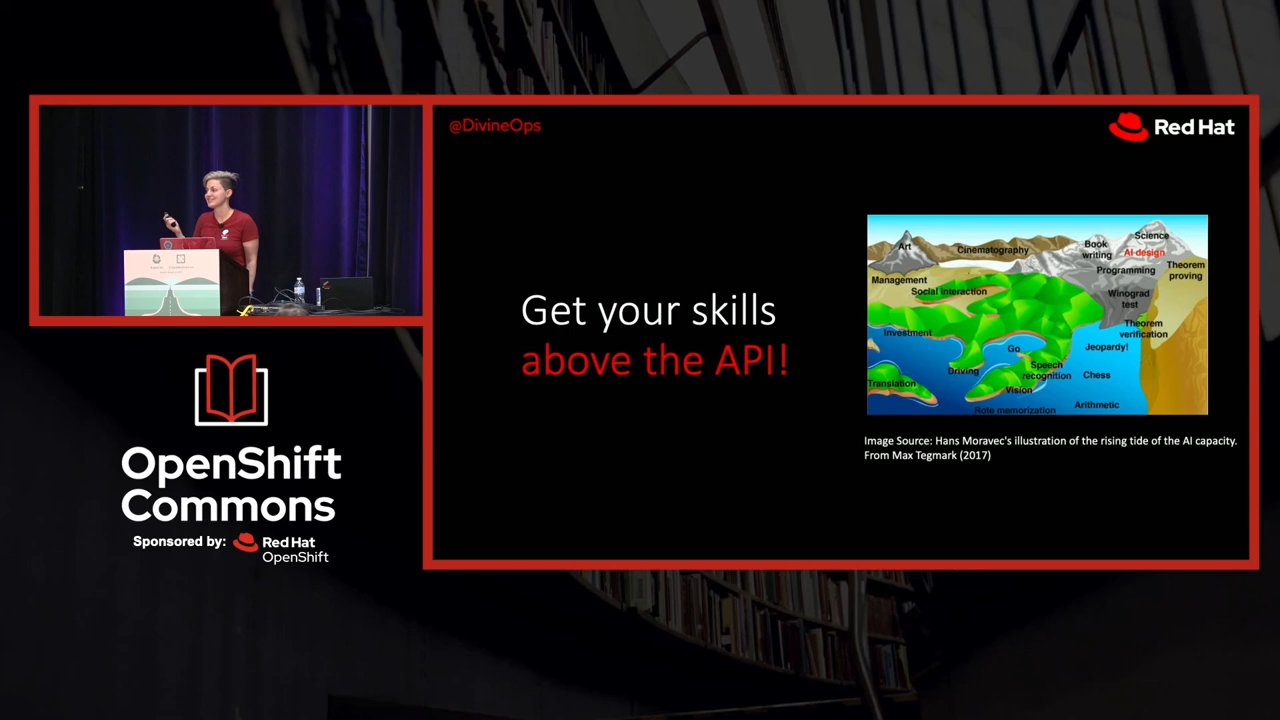 @DivineOps
Red Hat
Get your skills
above the API!
Art
Cinematography
Book
writing
Science
AI design
Programming
Theorem
proving
Management
Social interaction
Winograd
test
Investment
Theorem
verification
Go
Jeopardy!
Driving
Speech
recognition
Chess
Translation
Vision
Arithmetic
Rote memorization
Image Source: Hans Moravec's illustration of the rising tide of the AI capacity.
From Max Tegmark (2017)
OpenShift
Commons
Sponsored by:
Red Hat
OpenShift